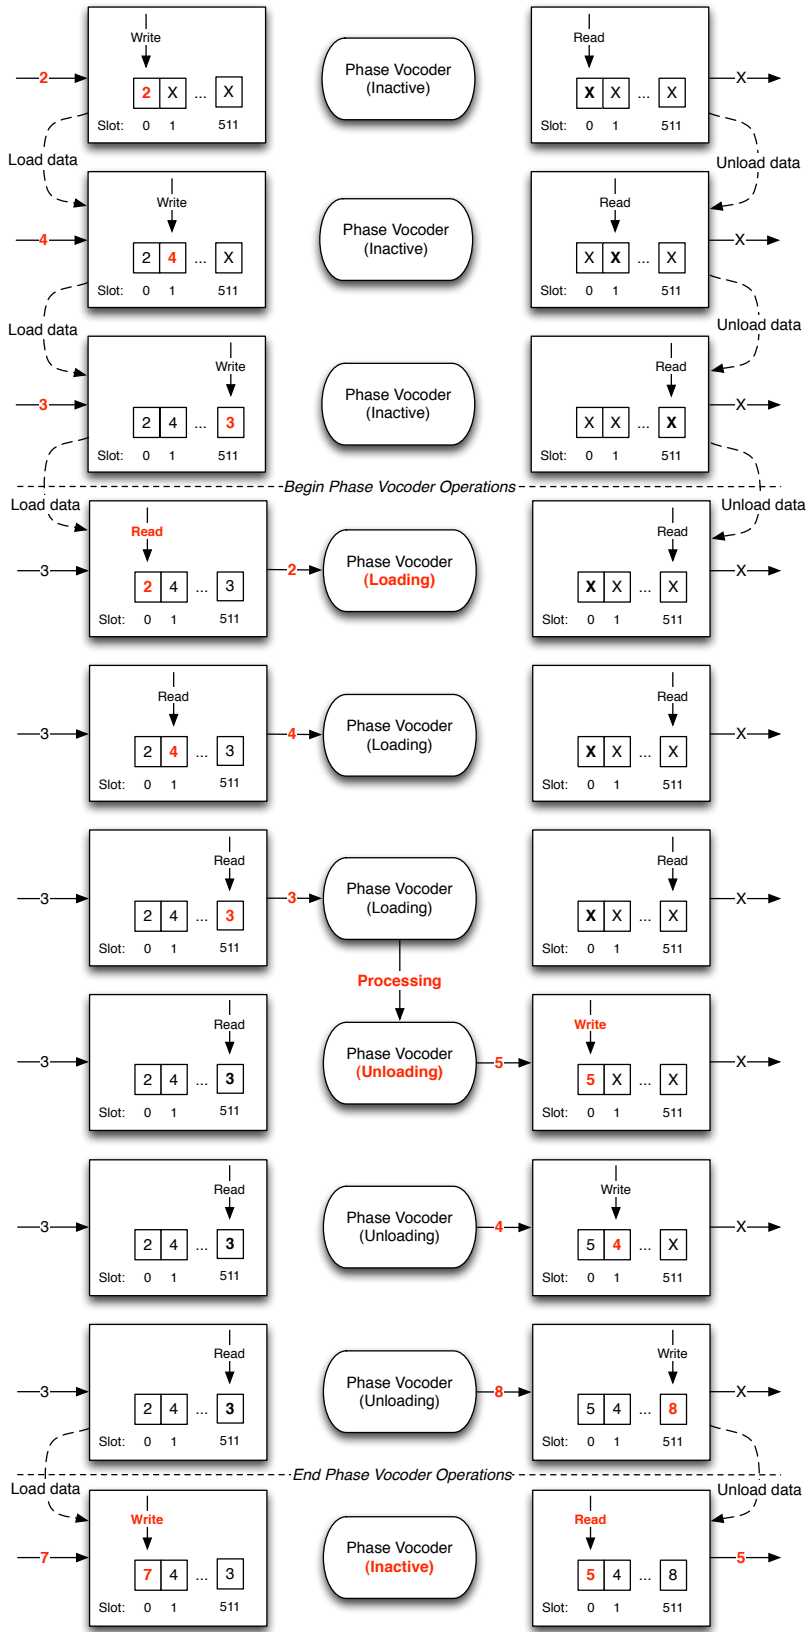 Write
Read
2
2 X ... X
Phase Vocoder
(Inactive)
X X ... X
X
Slot: 0 1 511
Slot: 0 1 511
Load data
Unload data
Write
Read
4
2 4 ... X
Phase Vocoder
(Inactive)
X X ... X
X
Slot: 0 1 511
Slot: 0 1 511
Load data
Unload data
Write
Read
3
2 4 ... 3
Phase Vocoder
(Inactive)
X X ... X
X
Slot: 0 1 511
Slot: 0 1 511
Begin Phase Vocoder Operations
Load data
Unload data
Read
Read
3
2 4 ... 3
2
Phase Vocoder
(Loading)
X X ... X
X
Slot: 0 1 511
Slot: 0 1 511
Read
Read
3
2 4 ... 3
4
Phase Vocoder
(Loading)
X X ... X
X
Slot: 0 1 511
Slot: 0 1 511
Read
Read
3
2 4 ... 3
3
Phase Vocoder
(Loading)
X X ... X
X
Slot: 0 1 511
Slot: 0 1 511
Processing
Read
Write
3
2 4 ... 3
Phase Vocoder
(Unloading)
5
5 X ... X
X
Slot: 0 1 511
Slot: 0 1 511
Read
Write
3
2 4 ... 3
Phase Vocoder
(Unloading)
4
5 4 ... X
X
Slot: 0 1 511
Slot: 0 1 511
Read
Write
3
2 4 ... 3
Phase Vocoder
(Unloading)
8
5 4 ... 8
X
Slot: 0 1 511
Slot: 0 1 511
End Phase Vocoder Operations
Load data
Unload data
Write
Read
7
7 4 ... 3
Phase Vocoder
(Inactive)
5 4 ... 8
5
Slot: 0 1 511
Slot: 0 1 511